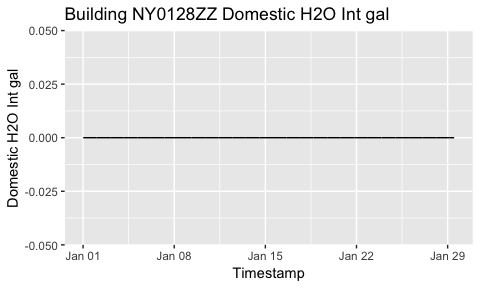 Building NY0128ZZ Domestic H2O Int gal
0.050
0.025
0.000
-0.025
-0.050
Domestic H2O Int gal
Jan 01 Jan 08 Jan 15 Jan 22 Jan 29
Timestamp